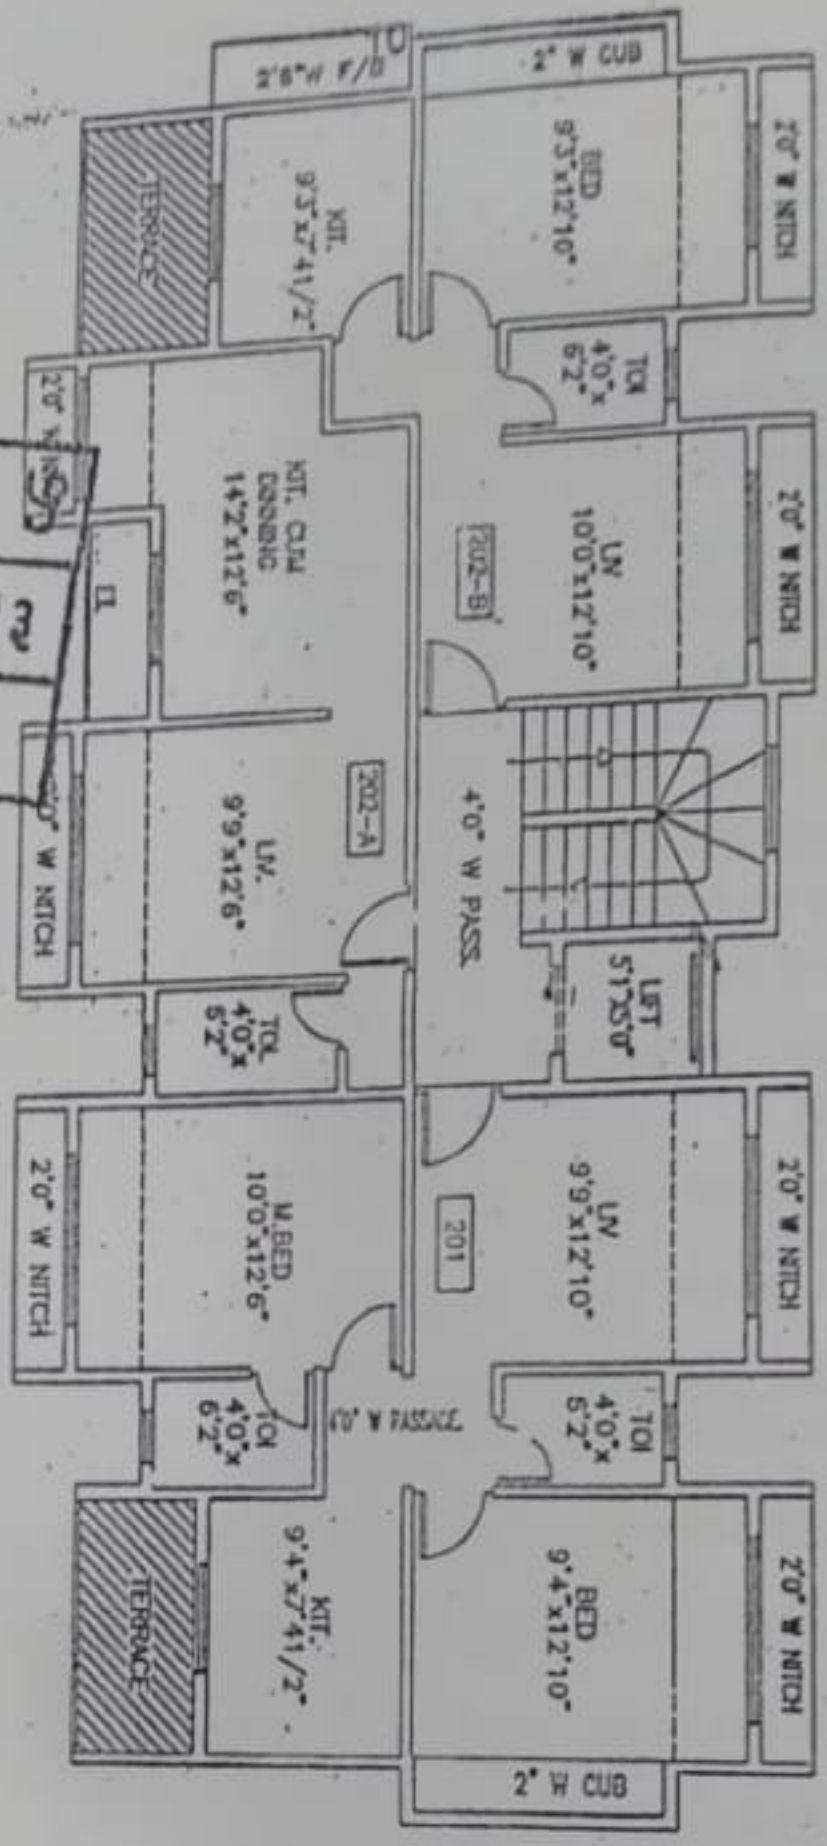 2'6" W F/D
2" W CUB
TERRACE
KIT.
9'3"x7'41/2"
BED
9'3"x12'10"
2'0" W NITCH
TOI
4'0"x
6'2"
KIT. CUM
DINNING
14'2"x12'6"
202-B
LIV
10'0"x12'10"
2'0" W NITCH
202-A
LIV.
9'9"x12'6"
W NITCH
4'0" W PASS
LIFT
5'1"x5'0"
TOI.
4'0"x
5'2"
2'0" W NITCH
M.BED
10'0"x12'6"
201
LIV
9'9"x12'10"
2'0" W NITCH
TOI
4'0"x
6'2"
TOI
4'0"x
5'2"
TERRACE
KIT.
9'4"x7'41/2"
BED
9'4"x12'10"
2'0" W NITCH
2" W CUB